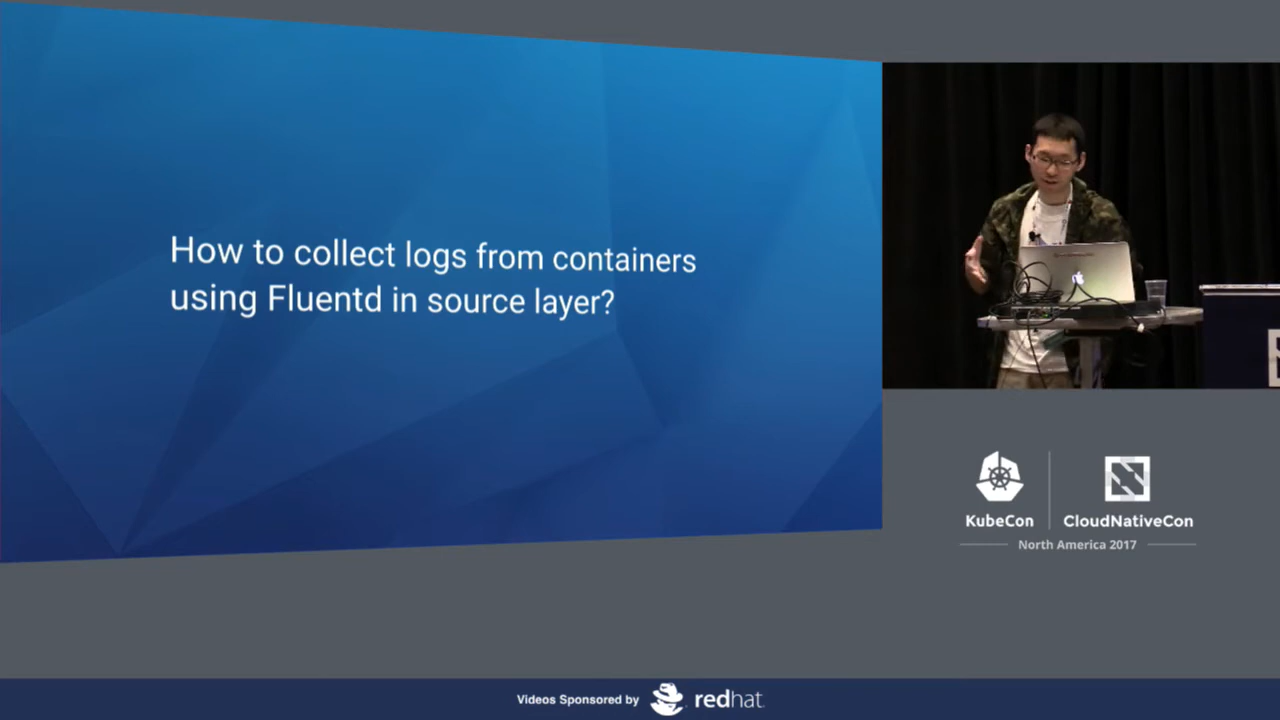 How to collect logs from containers
using Fluentd in source layer?
KubeCon
CloudNativeCon
North America 2017
Videos Sponsored by
redhat.